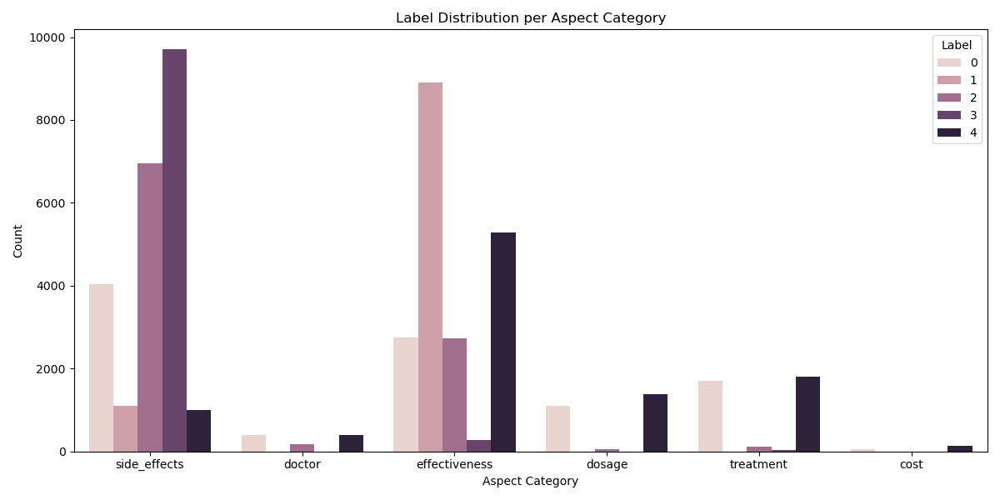 Label Distribution per Aspect Category
Label
0
1
2
3
4
Count
10000
8000
6000
4000
2000
0
side_effects doctor effectiveness dosage treatment cost
Aspect Category